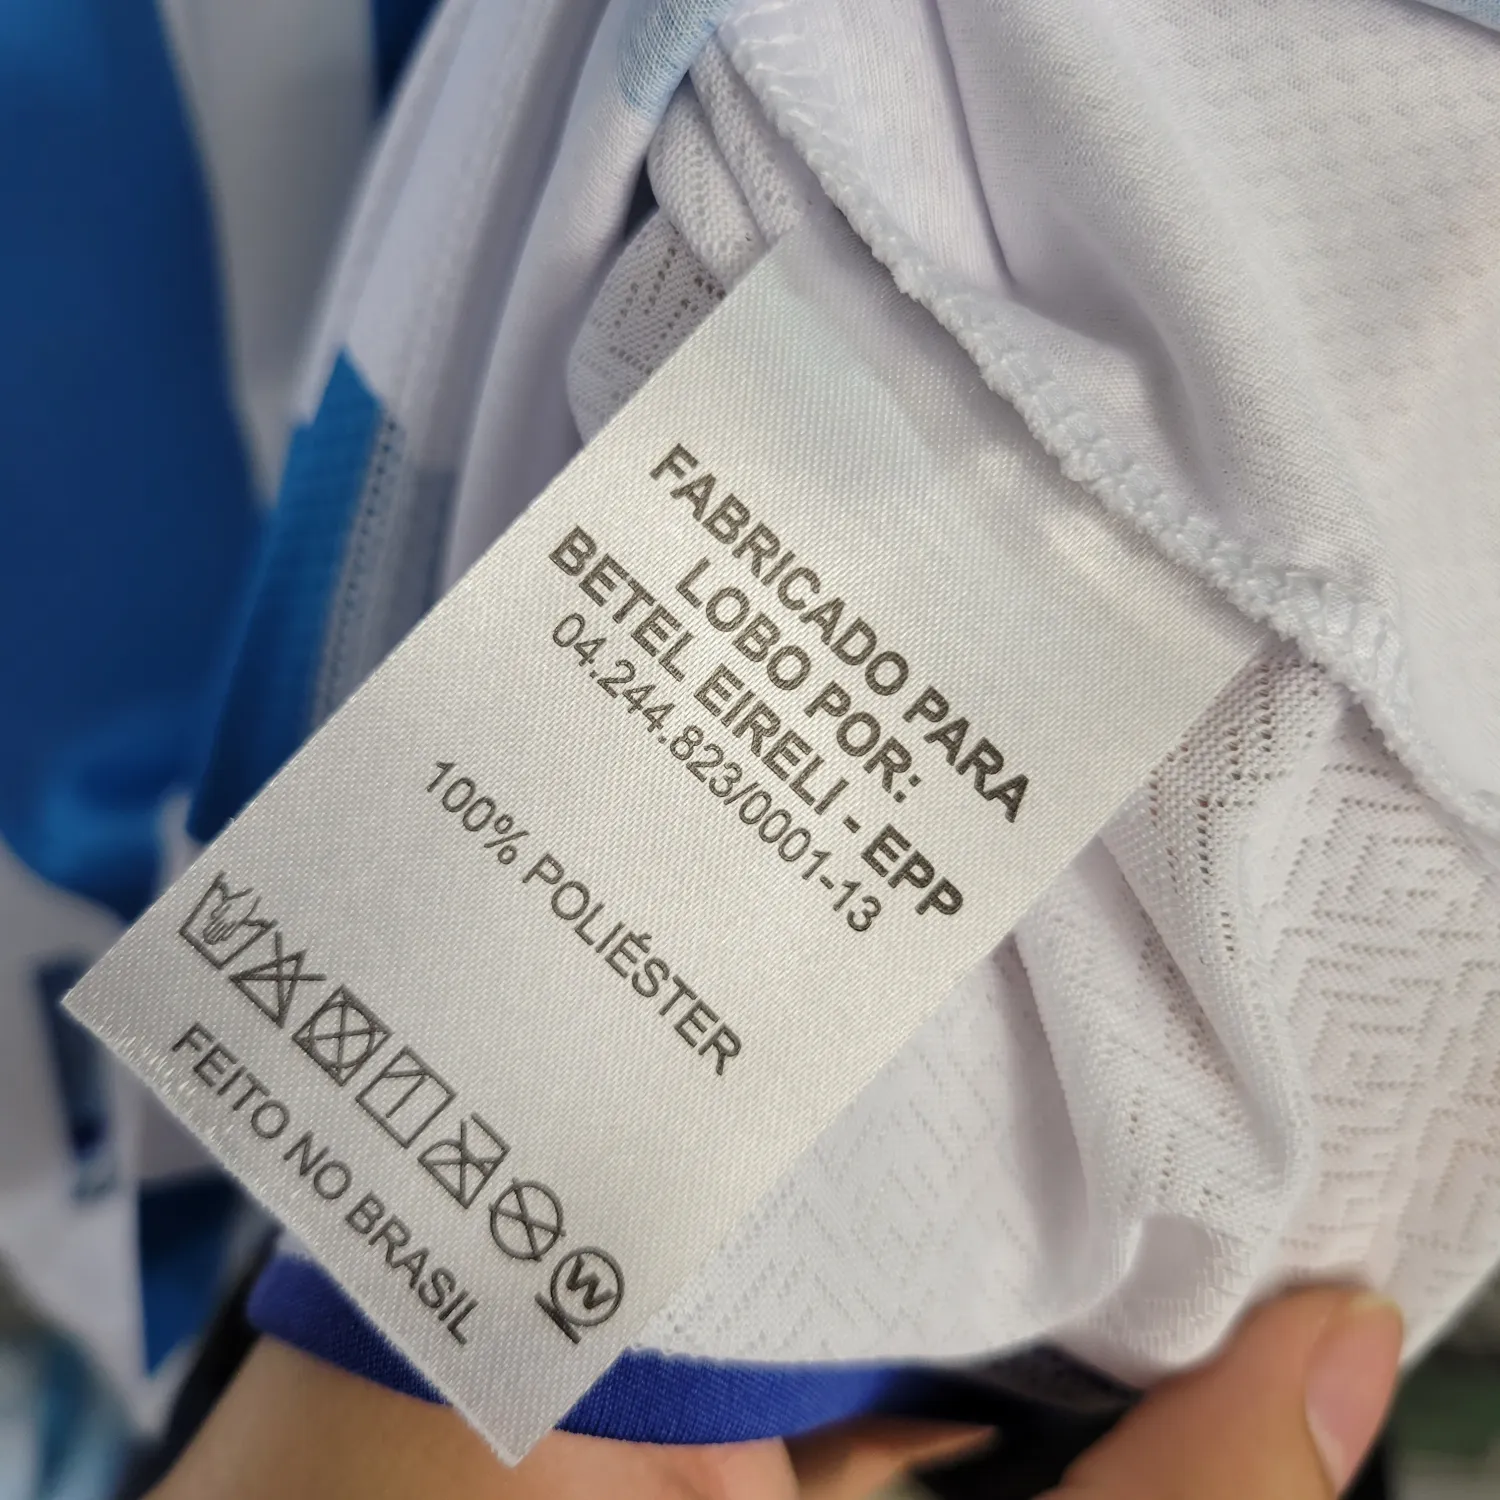 FABRICADO PARA
LOBO POR:
BETEL EIRELI - EPP
04.244.823/0001-13
100% POLIÉSTER
W
FEITO NO BRASIL